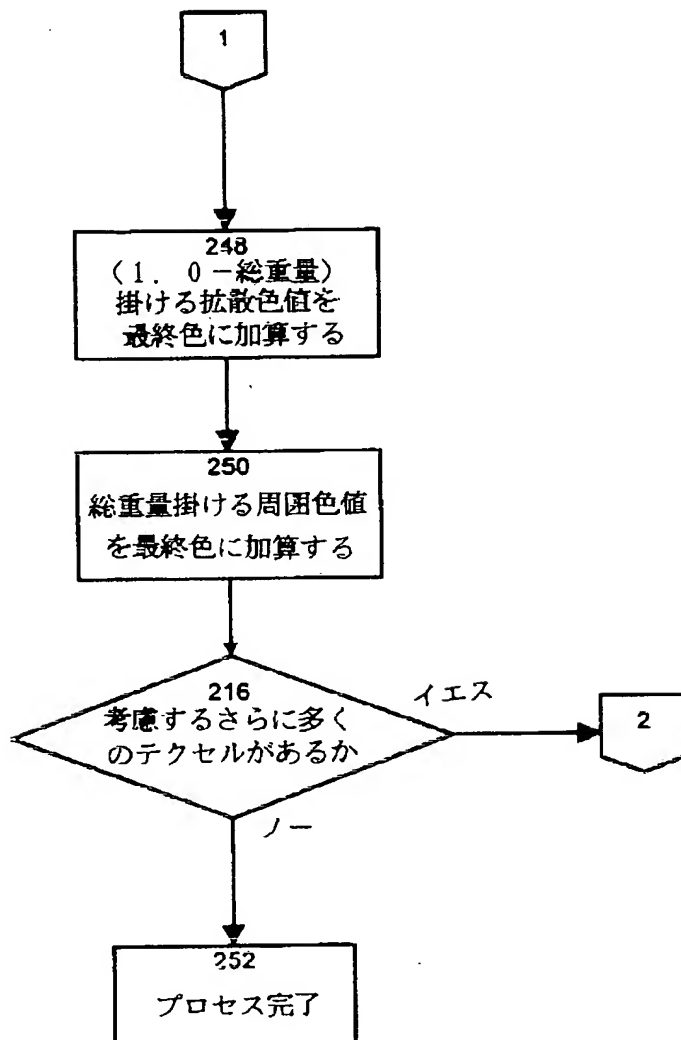 1
248
(1. 0－総重量)
掛ける拡散色値を
最終色に加算する
250
総重量掛ける周囲色値
を最終色に加算する
216
考慮するさらに多く
のテクセルがあるか
イエス
2
ノー
252
プロセス完了